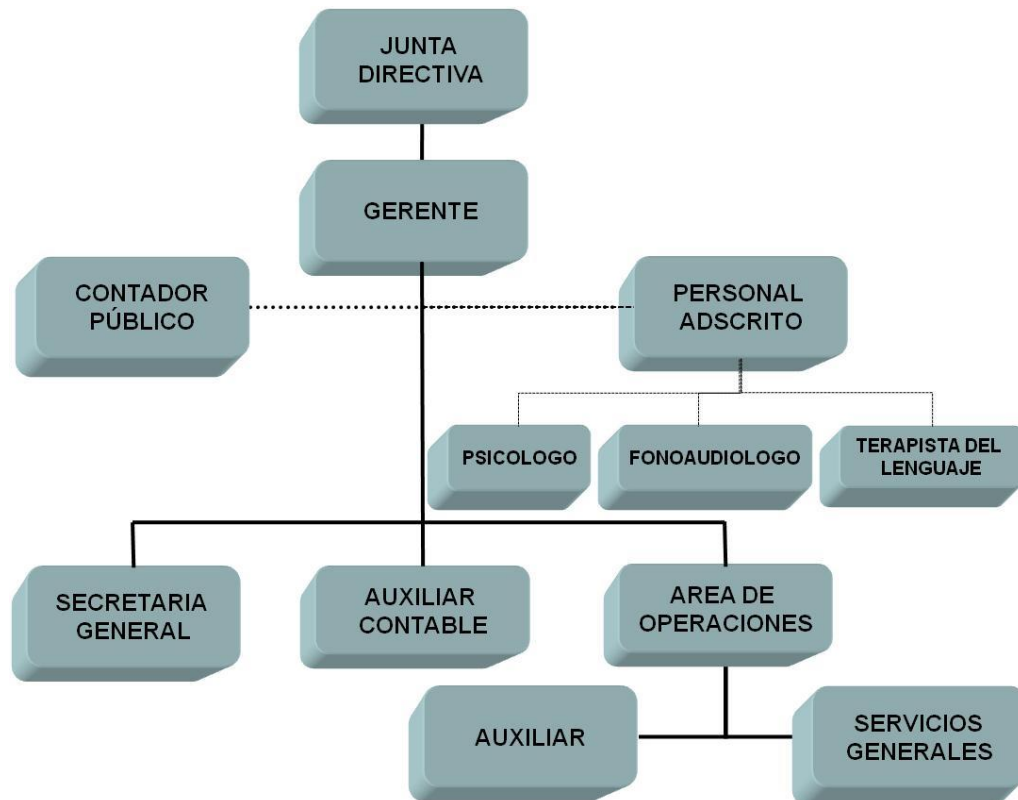 JUNTA
DIRECTIVA
GERENTE
CONTADOR
PÚBLICO
PERSONAL
ADSCRITO
PSICOLOGO
FONOAUDIOLOGO
TERAPISTA DEL
LENGUAJE
SECRETARIA
GENERAL
AUXILIAR
CONTABLE
AREA DE
OPERACIONES
AUXILIAR
SERVICIOS
GENERALES